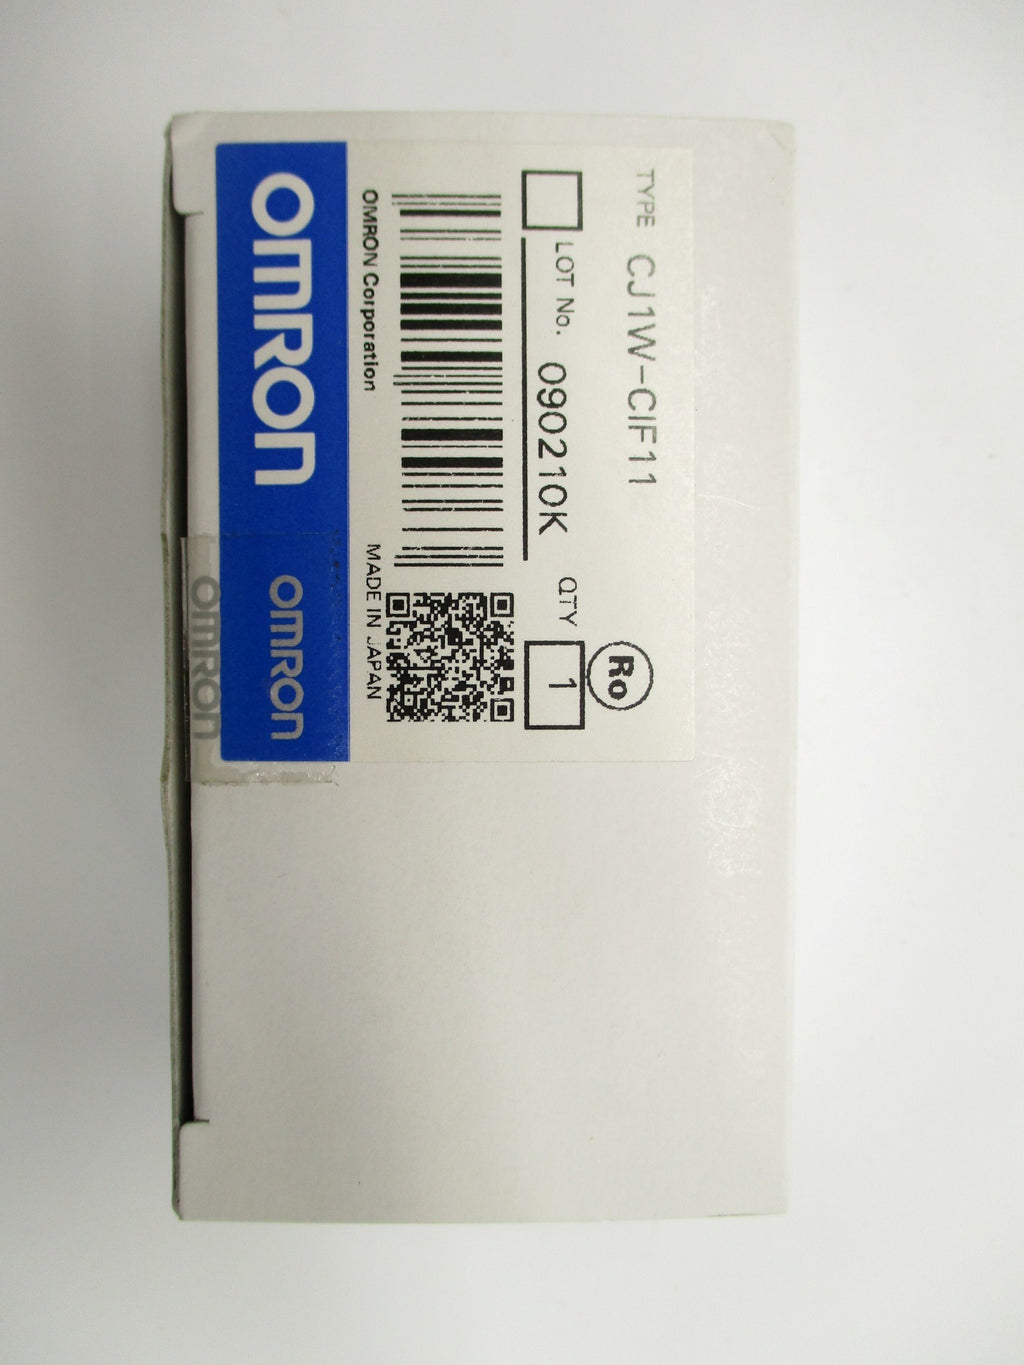 TYPE CJ1W-CIF11
Ro
LOT No. 090210K QTY 1
OMRON Corporation MADE IN JAPAN
OMRON
OMRON
OMRON